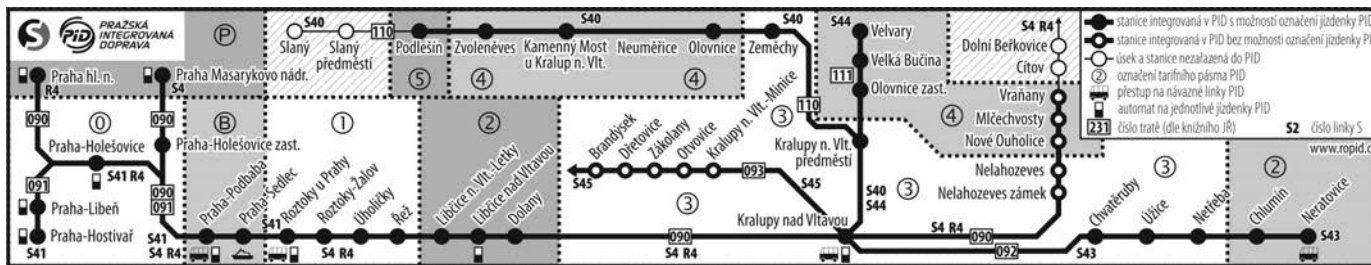 S PID PRAŽSKÁ
INTEGROVANÁ
DOPRAVA
P
S40
Slaný
Slaný
předměstí
110
Podlešín
5
Zvoleněves
4
Kamenný Most
u Kralup n. Vlt.
S40
Neuměřice
4
Olovnice
S40
Zeměchy
110
3
S44
Velvary
Velká Bučina
111
Olovnice zast.
Kralupy n. Vlt.
předměstí
S4 R4
Dolní Beřkovice
Cítov
Vraňany
4
Mlčechvosty
Nové Ouholice
Nelahozeves
Nelahozeves zámek
stanice integrovaná v PID s možností označení jízdenky PI
stanice integrovaná v PID bez možnosti označení jízdenky PI
úsek a stanice nezařazená do PID
2 označení tarifního pásma PID
přestup na návazné linky PID
automat na jednotlivé jízdenky PID
231 číslo tratě (dle knižního JŘ)
S2 číslo linky S
www.ropid.c
Praha hl. n.
R4
090
0
Praha-Holešovice
S41 R4
091
Praha-Libeň
Praha-Hostivař
S41
Praha Masarykovo nádr.
S4
090
Praha-Holešovice zast.
090
091
S41
S4 R4
B
Praha-Podbaba
Praha-Sedlec
S41
1
Roztoky u Prahy
Roztoky-Žalov
Úholičky
Řež
S4 R4
2
Libčice n. Vlt.-Letky
Libčice nad Vltavou
Dolany
S45
Brandýsek
Dřetovice
Zákolany
Otvovice
Kralupy n. Vlt.-Minice
093
S45
3
090
S4 R4
Kralupy nad Vltavou
S40
S44
3
S4 R4
090
092
S43
Chvatěruby
Úžice
Netřeba
3
2
Chlumín
Neratovice
S43